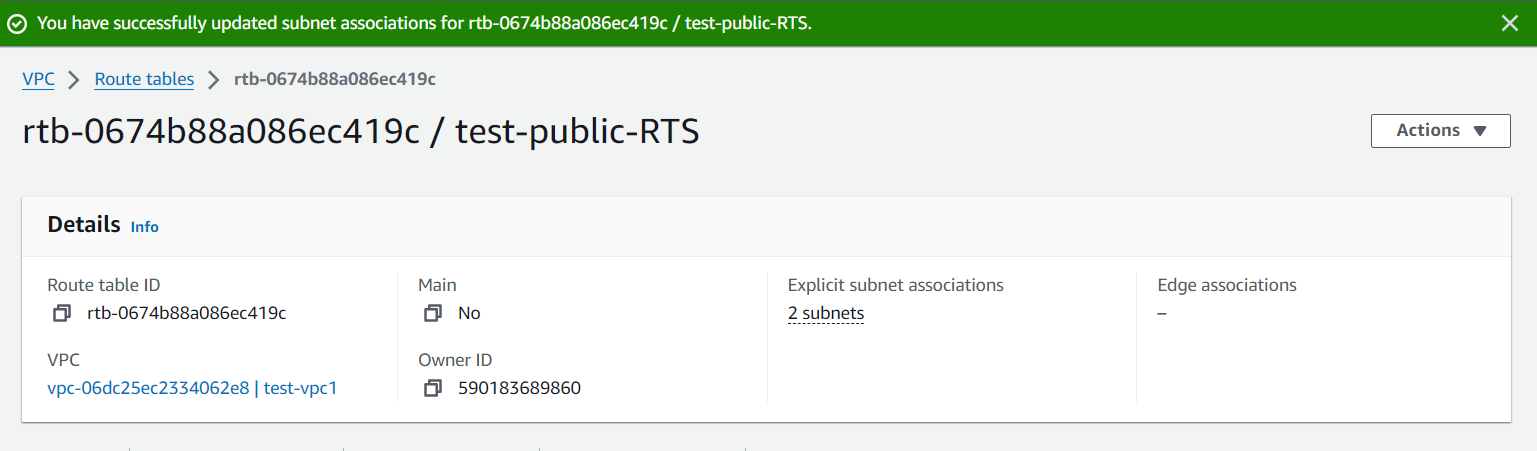 You have successfully updated subnet associations for rtb-0674b88a086ec419c / test-public-RTS.
VPC > Route tables > rtb-0674b88a086ec419c
rtb-0674b88a086ec419c / test-public-RTS
Actions
Details Info
Route table ID
rtb-0674b88a086ec419c
Main
No
Explicit subnet associations
2 subnets
Edge associations
–
VPC
vpc-06dc25ec2334062e8 | test-vpc1
Owner ID
590183689860